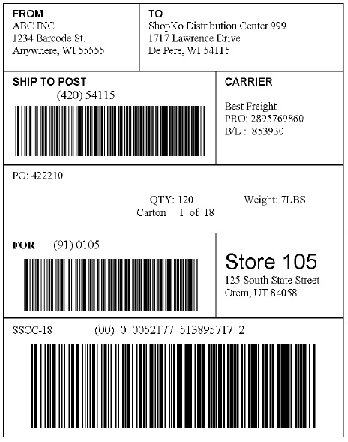 FROM
ABC INC
1234 Barcode St.
Anywhere, WI 55555
TO
ShopKo Distribution Center 999
1717 Lawrence Drive
De Pere, WI 54115
SHIP TO POST
(420) 54115
CARRIER
Best Freight
PRO: 2895769860
B/L : 853930
PO: 422210
QTY: 120
Weight: 7LBS
Carton 1 of 18
FOR (91) 0105
Store 105
125 South State Street
Orem, UT 84058
SSCC-18 (00) 0 0052177 513895717 2